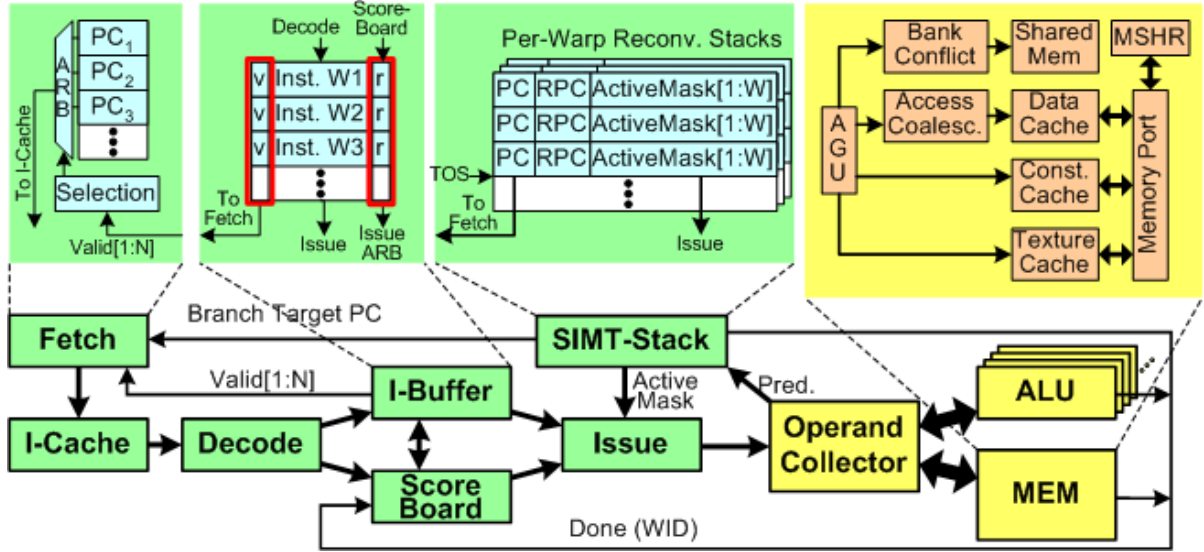 PC1
PC2
PC3
ARB
To I-Cache
Selection
Valid[1:N]
Decode
Score-
Board
v Inst. W1 r
v Inst. W2 r
v Inst. W3 r
To
Fetch
Issue
Issue
ARB
Per-Warp Reconv. Stacks
PC RPC ActiveMask[1:W]
PC RPC ActiveMask[1:W]
PC RPC ActiveMask[1:W]
TOS
To
Fetch
Issue
AGU
Bank
Conflict
Shared
Mem
MSHR
Access
Coalesc.
Data
Cache
Const.
Cache
Texture
Cache
Memory Port
Fetch
Branch Target PC
SIMT-Stack
Valid[1:N]
I-Buffer
Active
Mask
Pred.
ALU
I-Cache
Decode
Issue
Operand
Collector
Score
Board
MEM
Done (WID)